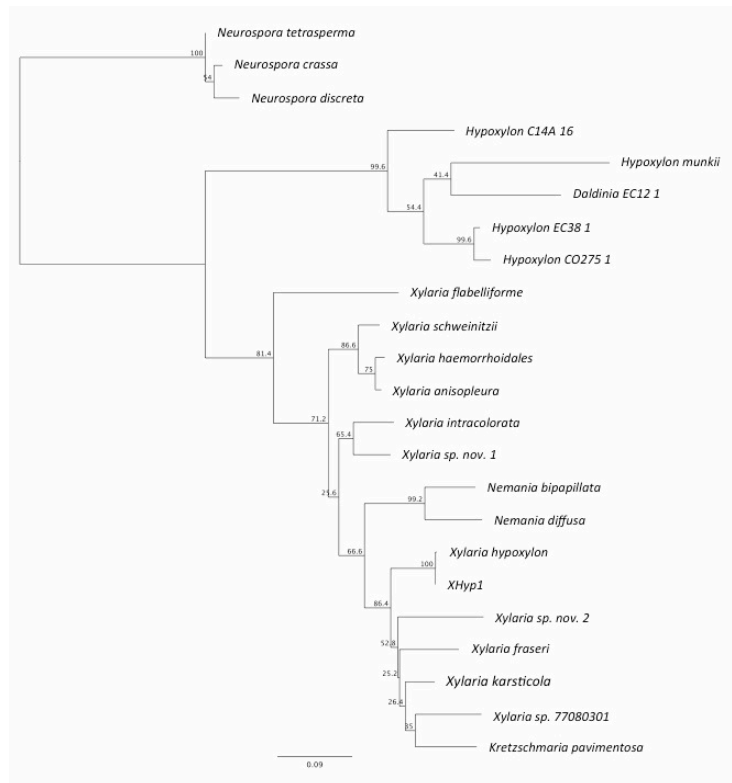 Neurospora tetrasperma
100
Neurospora crassa
54
Neurospora discreta
Hypoxylon C14A 16
Hypoxylon munkii
99.6
41.4
Daldinia EC12 1
54.4
Hypoxylon EC38 1
99.6
Hypoxylon CO275 1
Xylaria flabelliforme
Xylaria schweinitzii
86.6
81.4
Xylaria haemorrhoidales
75
Xylaria anisopleura
71.2
Xylaria intracolorata
65.4
Xylaria sp. nov. 1
25.6
Nemania bipapillata
99.2
Nemania diffusa
66.6
Xylaria hypoxylon
100
XHyp1
86.4
Xylaria sp. nov. 2
52.8
Xylaria fraseri
25.2
Xylaria karsticola
26.4
Xylaria sp. 77080301
35
Kretzschmaria pavimentosa
0.09